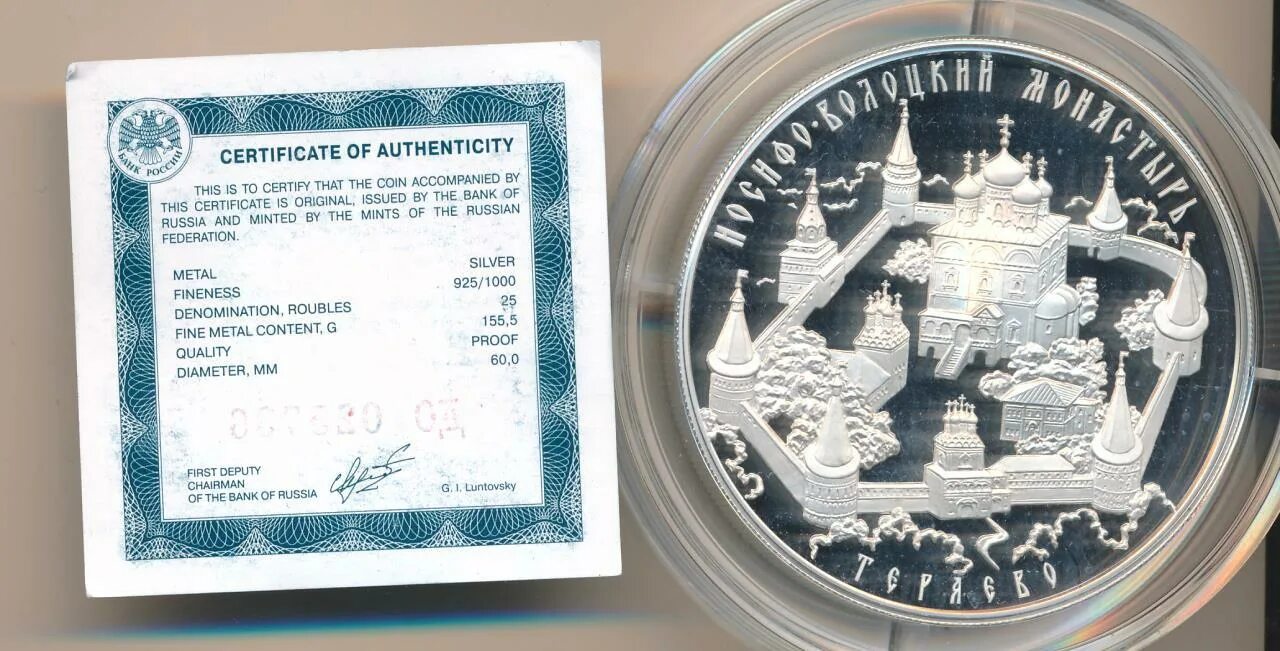 БАНК РОССИИ
CERTIFICATE OF AUTHENTICITY
THIS IS TO CERTIFY THAT THE COIN ACCOMPANIED BY
THIS CERTIFICATE IS ORIGINAL, ISSUED BY THE BANK OF
RUSSIA AND MINTED BY THE MINTS OF THE RUSSIAN
FEDERATION.
METAL SILVER
FINENESS 925/1000
DENOMINATION, ROUBLES 25
FINE METAL CONTENT, G 155,5
QUALITY PROOF
DIAMETER, MM 60,0
ОД
FIRST DEPUTY
CHAIRMAN
OF THE BANK OF RUSSIA
G. I. Luntovsky
ИОСИФО·ВОЛОЦКИЙ МОНАСТЫРЬ
ТЕРЯЕВО